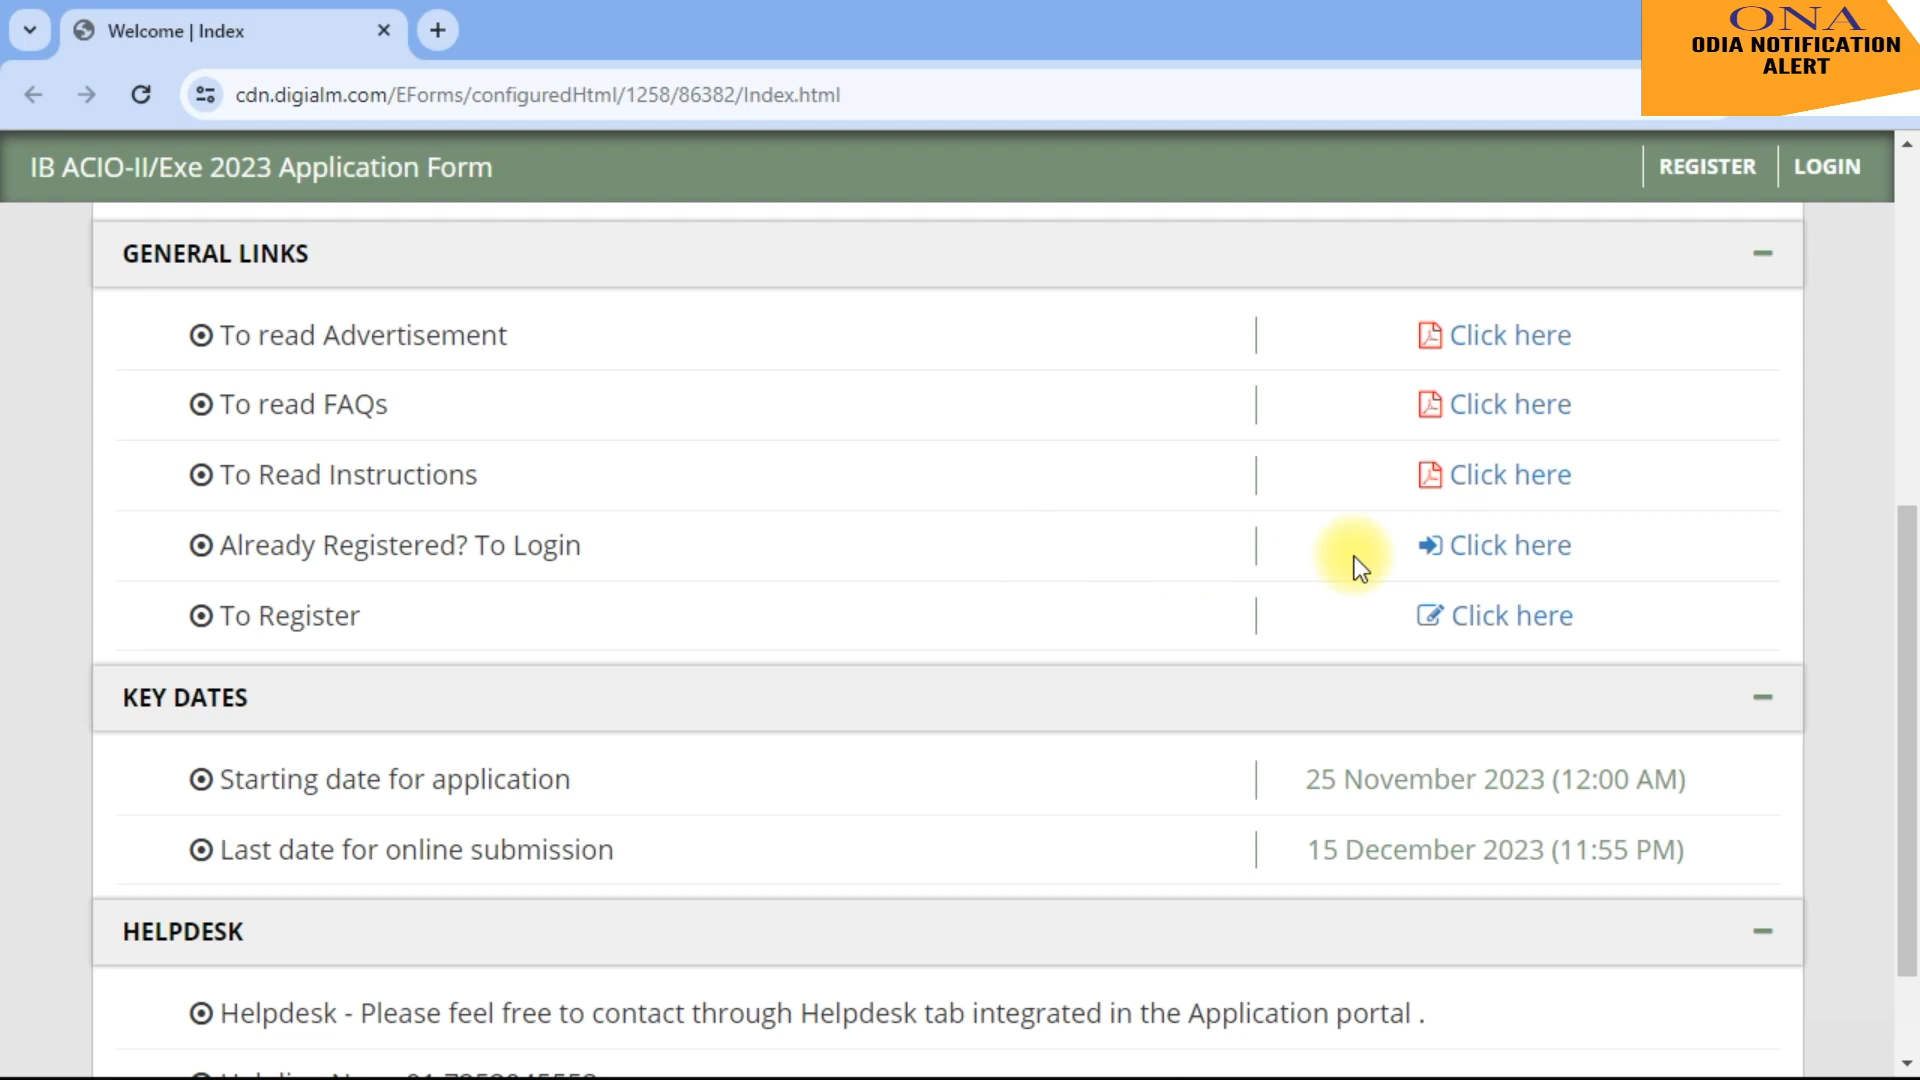 Welcome | Index
ONA
ODIA NOTIFICATION
ALERT
cdn.digialm.com/EForms/configuredHtml/1258/86382/Index.html
IB ACIO-II/Exe 2023 Application Form
REGISTER
LOGIN
GENERAL LINKS
To read Advertisement
Click here
To read FAQs
Click here
To Read Instructions
Click here
Already Registered? To Login
Click here
To Register
Click here
KEY DATES
Starting date for application
25 November 2023 (12:00 AM)
Last date for online submission
15 December 2023 (11:55 PM)
HELPDESK
Helpdesk - Please feel free to contact through Helpdesk tab integrated in the Application portal .